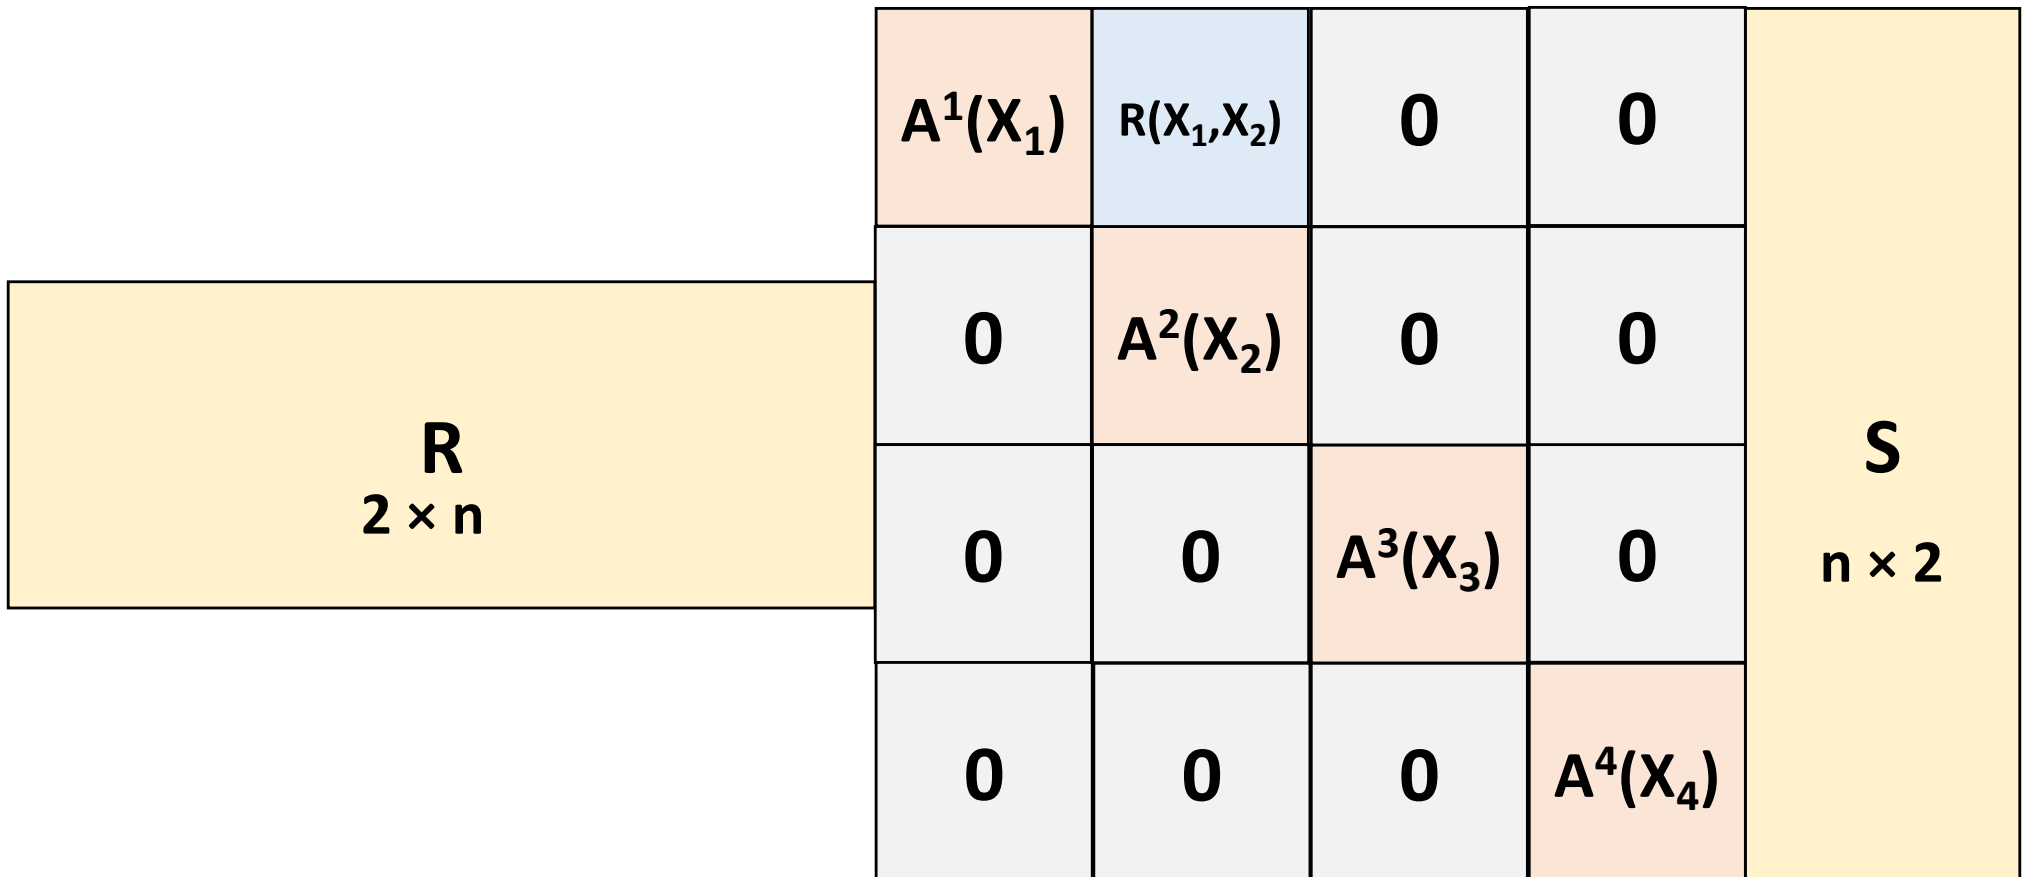 A¹(X₁) R(X₁,X₂) 0 0
0 A²(X₂) 0 0
R
2 × n
0 0 A³(X₃) 0
S
n × 2
0 0 0 A⁴(X₄)